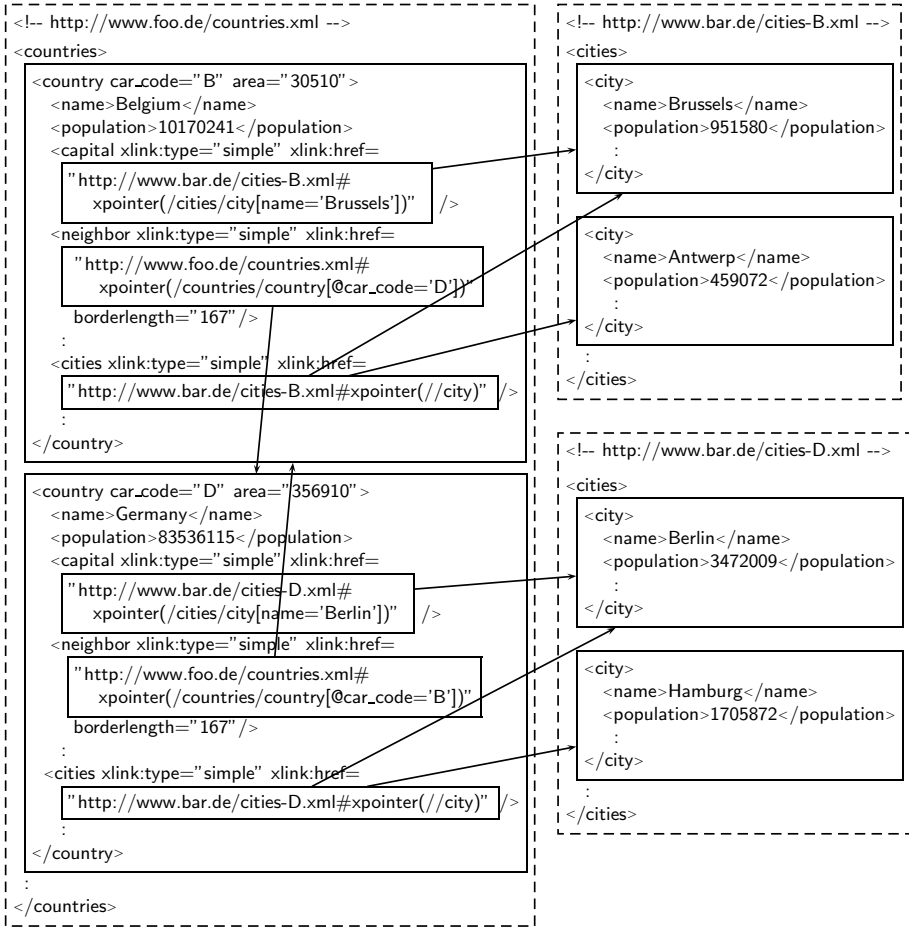 <!-- http://www.foo.de/countries.xml -->
<countries>
<country car_code="B" area="30510">
<name>Belgium</name>
<population>10170241</population>
<capital xlink:type="simple" xlink:href=
"http://www.bar.de/cities-B.xml#
xpointer(/cities/city[name='Brussels'])" />
<neighbor xlink:type="simple" xlink:href=
"http://www.foo.de/countries.xml#
xpointer(/countries/country[@car_code='D'])"
borderlength="167"/>
:
<cities xlink:type="simple" xlink:href=
"http://www.bar.de/cities-B.xml#xpointer(//city)" />
:
</country>
<country car_code="D" area="356910">
<name>Germany</name>
<population>83536115</population>
<capital xlink:type="simple" xlink:href=
"http://www.bar.de/cities-D.xml#
xpointer(/cities/city[name='Berlin'])" />
<neighbor xlink:type="simple" xlink:href=
"http://www.foo.de/countries.xml#
xpointer(/countries/country[@car_code='B'])"
borderlength="167"/>
:
<cities xlink:type="simple" xlink:href=
"http://www.bar.de/cities-D.xml#xpointer(//city)" />
:
</country>
:
</countries>
<!-- http://www.bar.de/cities-B.xml -->
<cities>
<city>
<name>Brussels</name>
<population>951580</population>
:
</city>
<city>
<name>Antwerp</name>
<population>459072</population>
:
</city>
:
</cities>
<!-- http://www.bar.de/cities-D.xml -->
<cities>
<city>
<name>Berlin</name>
<population>3472009</population>
:
</city>
<city>
<name>Hamburg</name>
<population>1705872</population>
:
</city>
:
</cities>